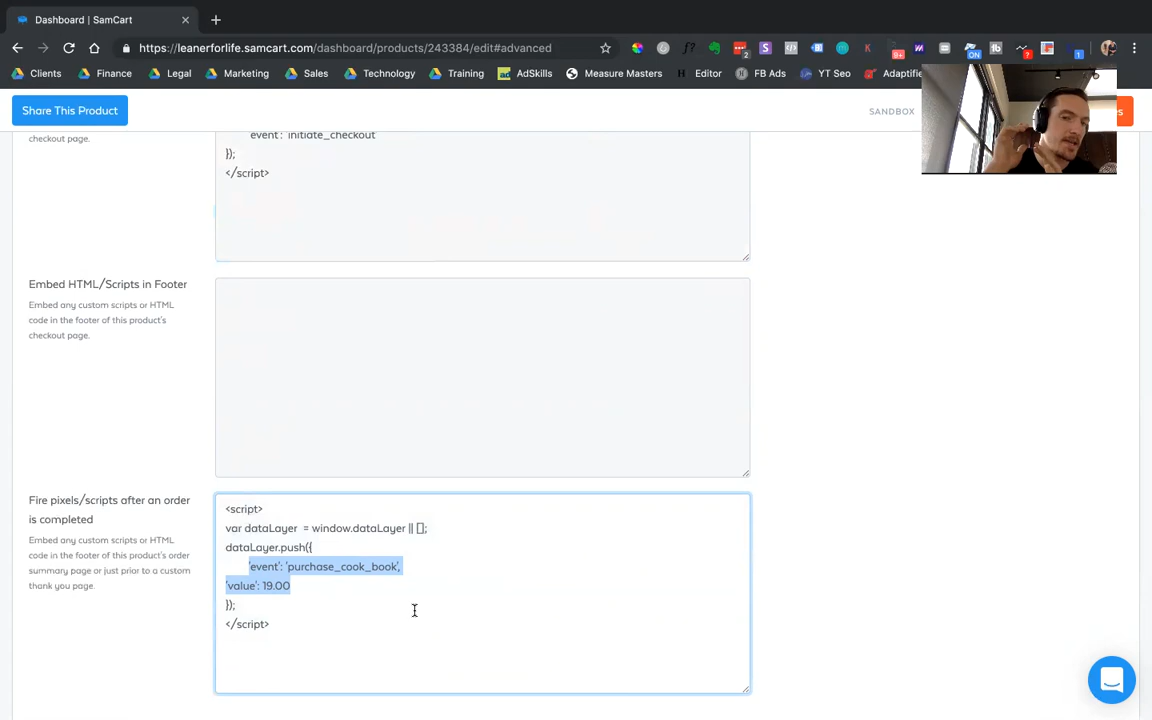 Dashboard | SamCart
https://leanerforlife.samcart.com/dashboard/products/243384/edit#advanced
Clients
Finance
Legal
Marketing
Sales
Technology
Training
AdSkills
Measure Masters
Editor
FB Ads
YT Seo
Share This Product
SANDBOX
checkout page.
event': 'initiate_checkout'
});
</script>
Embed HTML/Scripts in Footer
Embed any custom scripts or HTML
code in the footer of this product's
checkout page.
Fire pixels/scripts after an order
is completed
Embed any custom scripts or HTML
code in the footer of this product's order
summary page or just prior to a custom
thank you page.
<script>
var dataLayer = window.dataLayer || [];
dataLayer.push({
'event': 'purchase_cook_book',
'value': 19.00
});
</script>